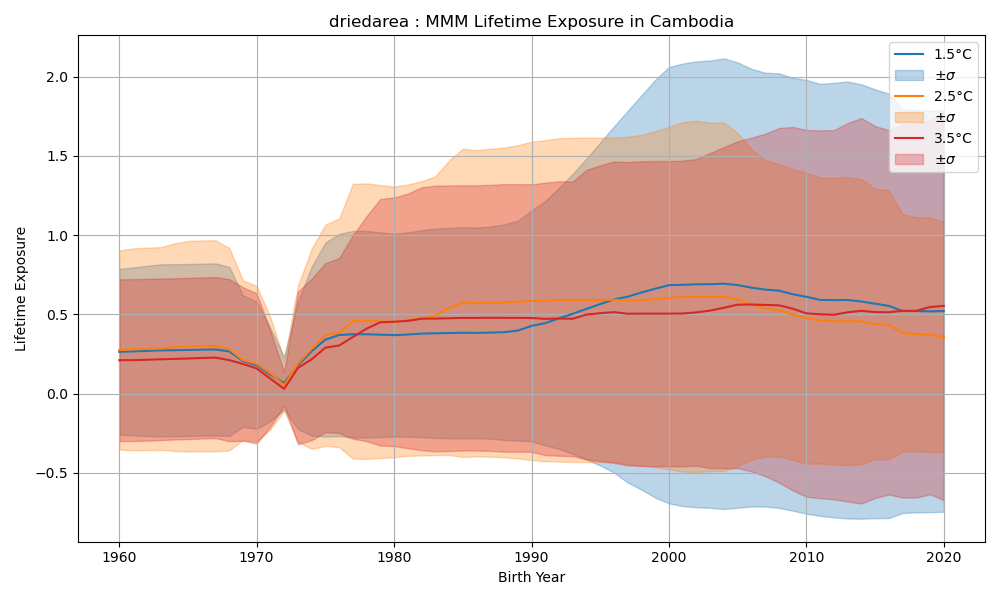 driedarea : MMM Lifetime Exposure in Cambodia
1.5°C
±σ
2.5°C
±σ
3.5°C
±σ
Lifetime Exposure
2.0
1.5
1.0
0.5
0.0
−0.5
1960 1970 1980 1990 2000 2010 2020
Birth Year